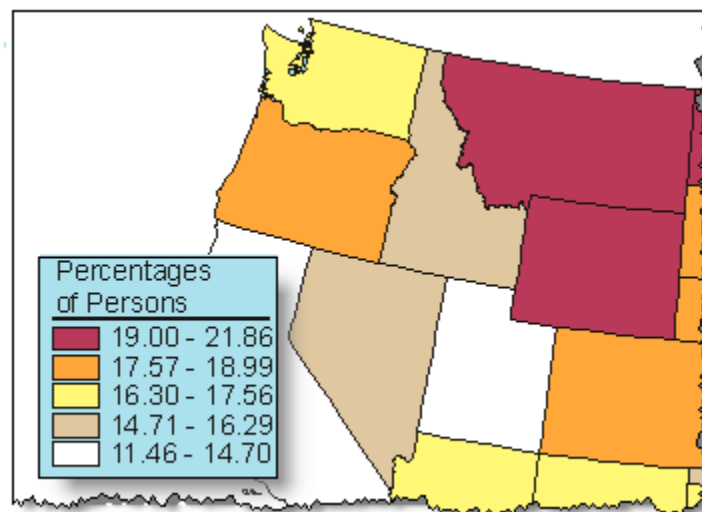 Percentages
of Persons
19.00 - 21.86
17.57 - 18.99
16.30 - 17.56
14.71 - 16.29
11.46 - 14.70